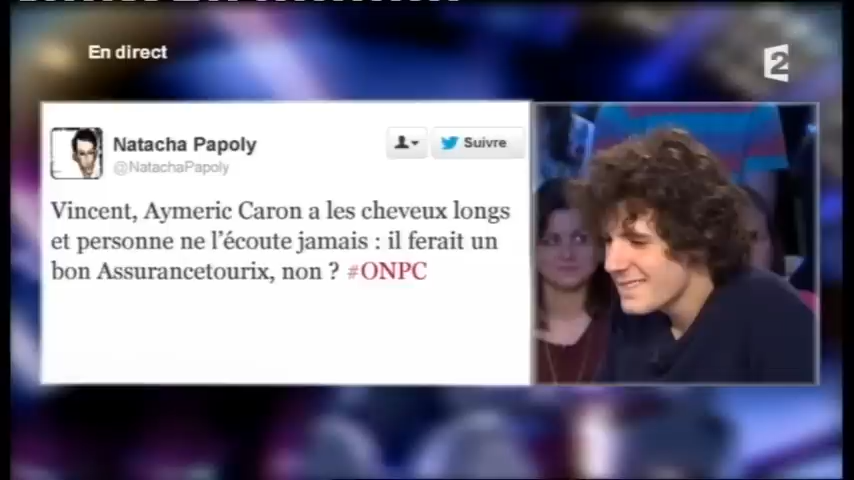 En direct
2
Natacha Papoly
@NatachaPapoly
Suivre
Vincent, Aymeric Caron a les cheveux longs
et personne ne l'écoute jamais : il ferait un
bon Assurancetourix, non ? #ONPC